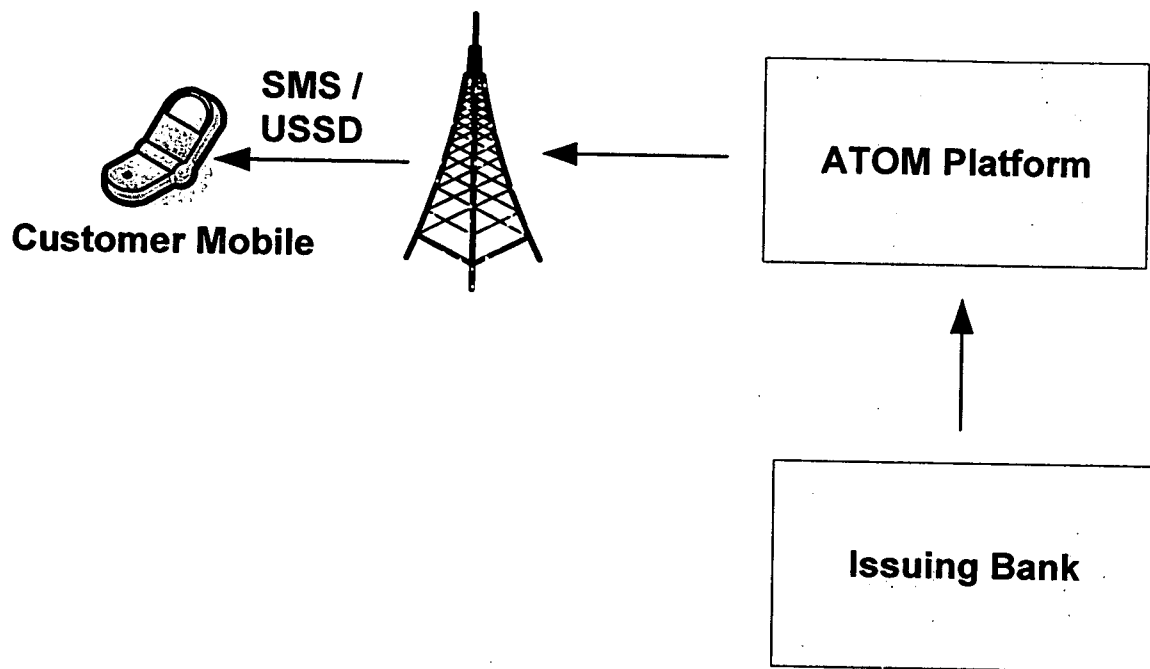 SMS /
USSD
ATOM Platform
Customer Mobile
Issuing Bank